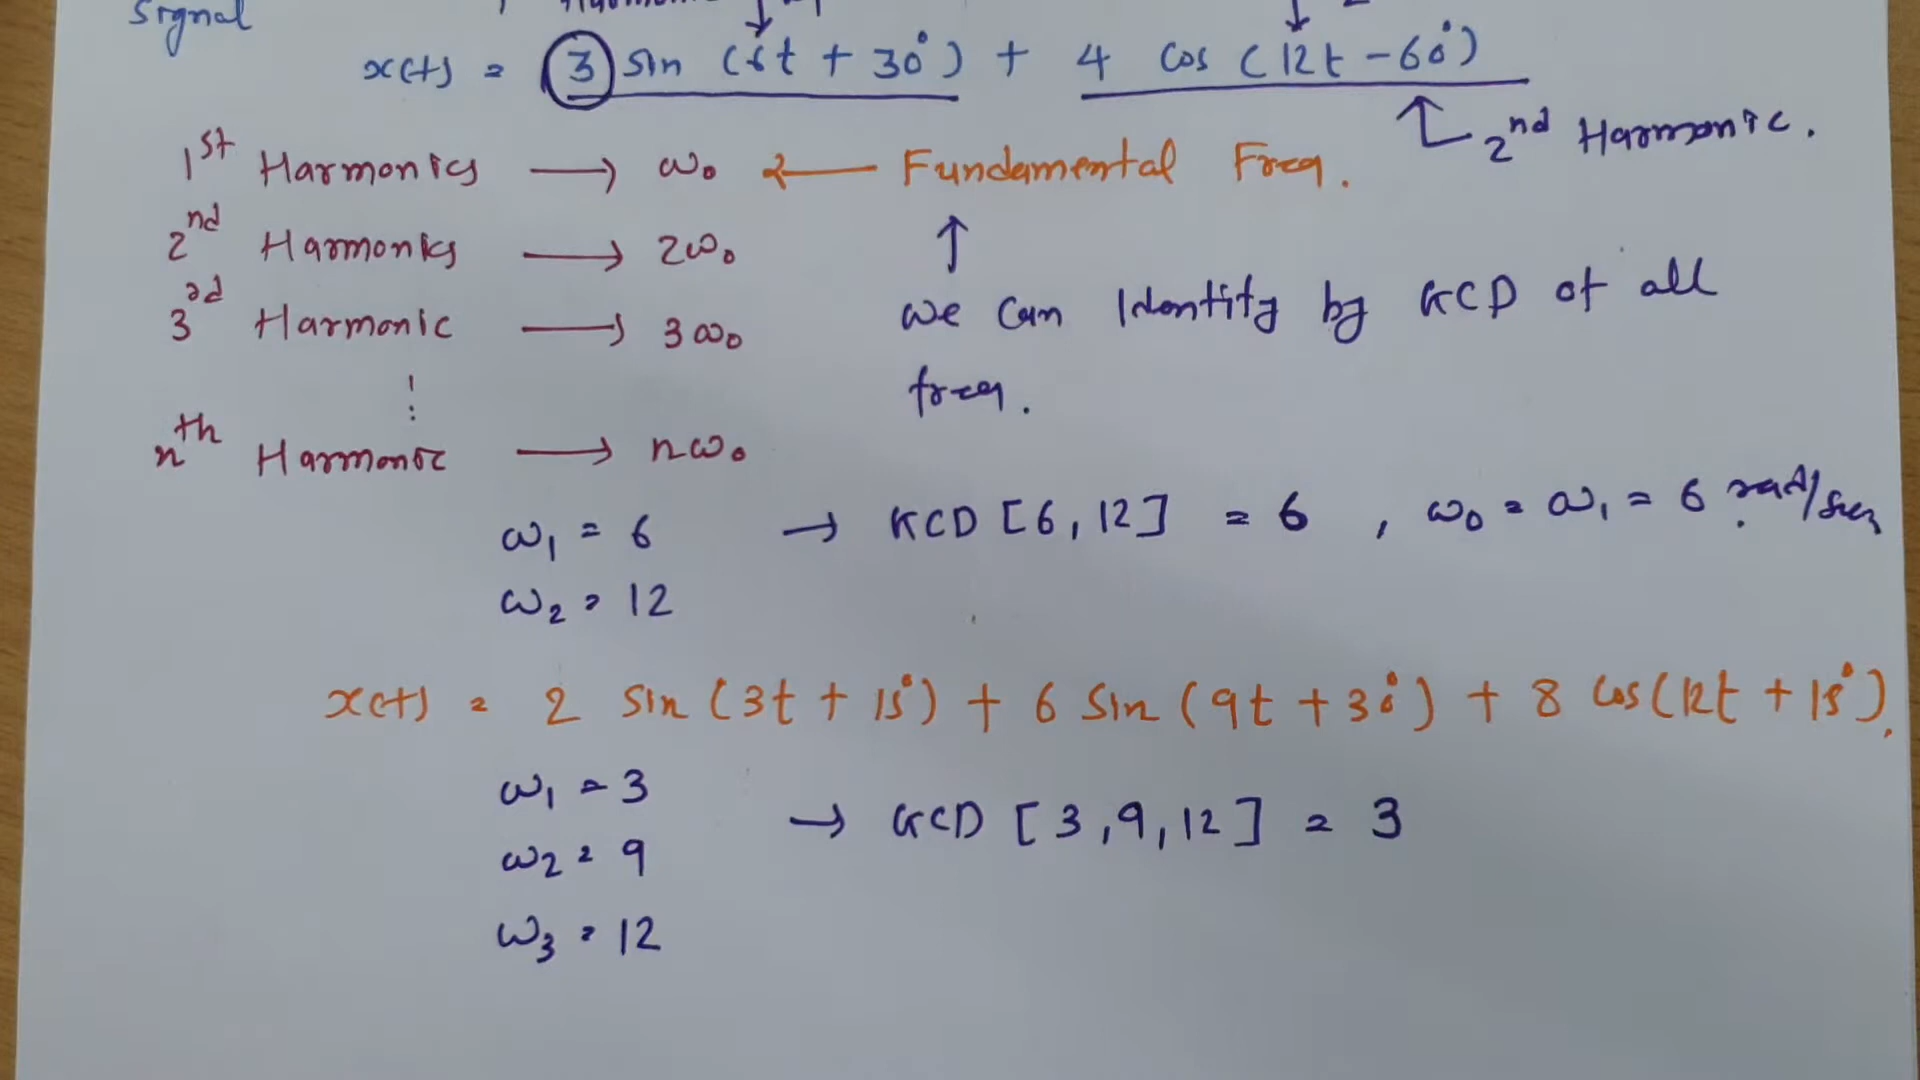 Signal
x(t) = 3 sin (6t + 30°) + 4 cos (12t - 60°)
2nd Harmonic.
1st Harmonics → ω₀ ← Fundamental Freq.
2nd Harmonics → 2ω₀
3rd Harmonic → 3ω₀
we can Identity by GCD of all
freq.
nth Harmonic → nω₀
ω₁ = 6 → GCD [6, 12] = 6 , ω₀ = ω₁ = 6 rad/sec
ω₂ = 12
x(t) = 2 sin (3t + 15°) + 6 sin (9t + 30°) + 8 cos (12t + 15°).
ω₁ = 3 → GCD [3, 9, 12] = 3
ω₂ = 9
ω₃ = 12